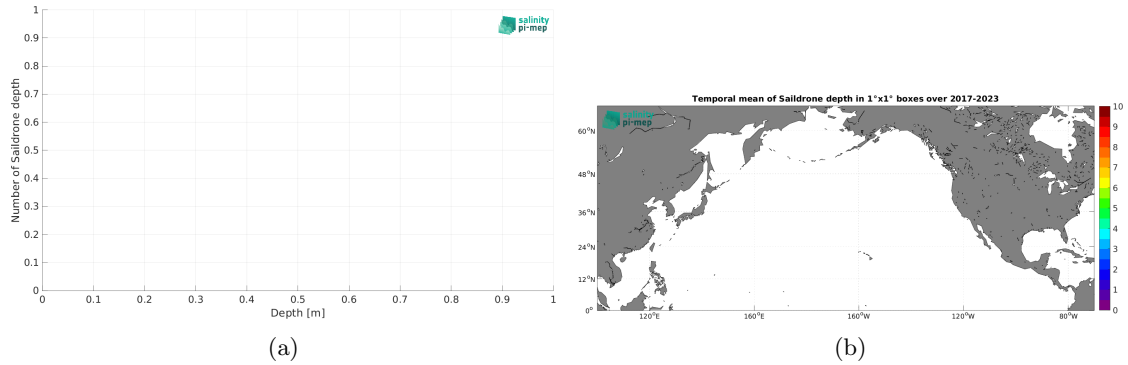 salinity
pi-mep
1
0.9
0.8
0.7
0.6
0.5
0.4
0.3
0.2
0.1
0
Number of Saildrone depth
0 0.1 0.2 0.3 0.4 0.5 0.6 0.7 0.8 0.9 1
Depth [m]
(a)
Temporal mean of Saildrone depth in 1°x1° boxes over 2017-2023
salinity
pi-mep
60°N
48°N
36°N
24°N
12°N
0°
120°E 160°E 160°W 120°W 80°W
10
9
8
7
6
5
4
3
2
1
0
(b)